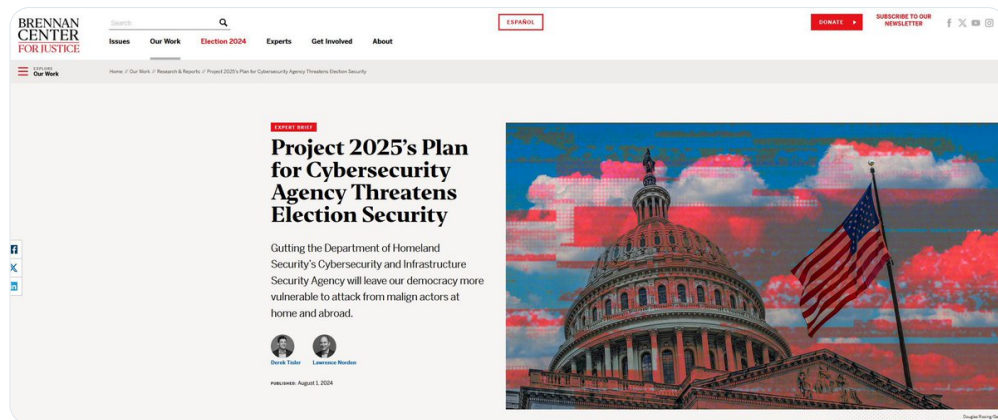 BRENNAN
CENTER
FOR JUSTICE
Search
ESPAÑOL
DONATE
SUBSCRIBE TO OUR
NEWSLETTER
Issues
Our Work
Election 2024
Experts
Get Involved
About
EXPLORE
Our Work
Home // Our Work // Research & Reports // Project 2025's Plan for Cybersecurity Agency Threatens Election Security
EXPERT BRIEF
Project 2025's Plan
for Cybersecurity
Agency Threatens
Election Security
Gutting the Department of Homeland
Security's Cybersecurity and Infrastructure
Security Agency will leave our democracy more
vulnerable to attack from malign actors at
home and abroad.
Derek Tisler
Lawrence Norden
PUBLISHED: August 1, 2024